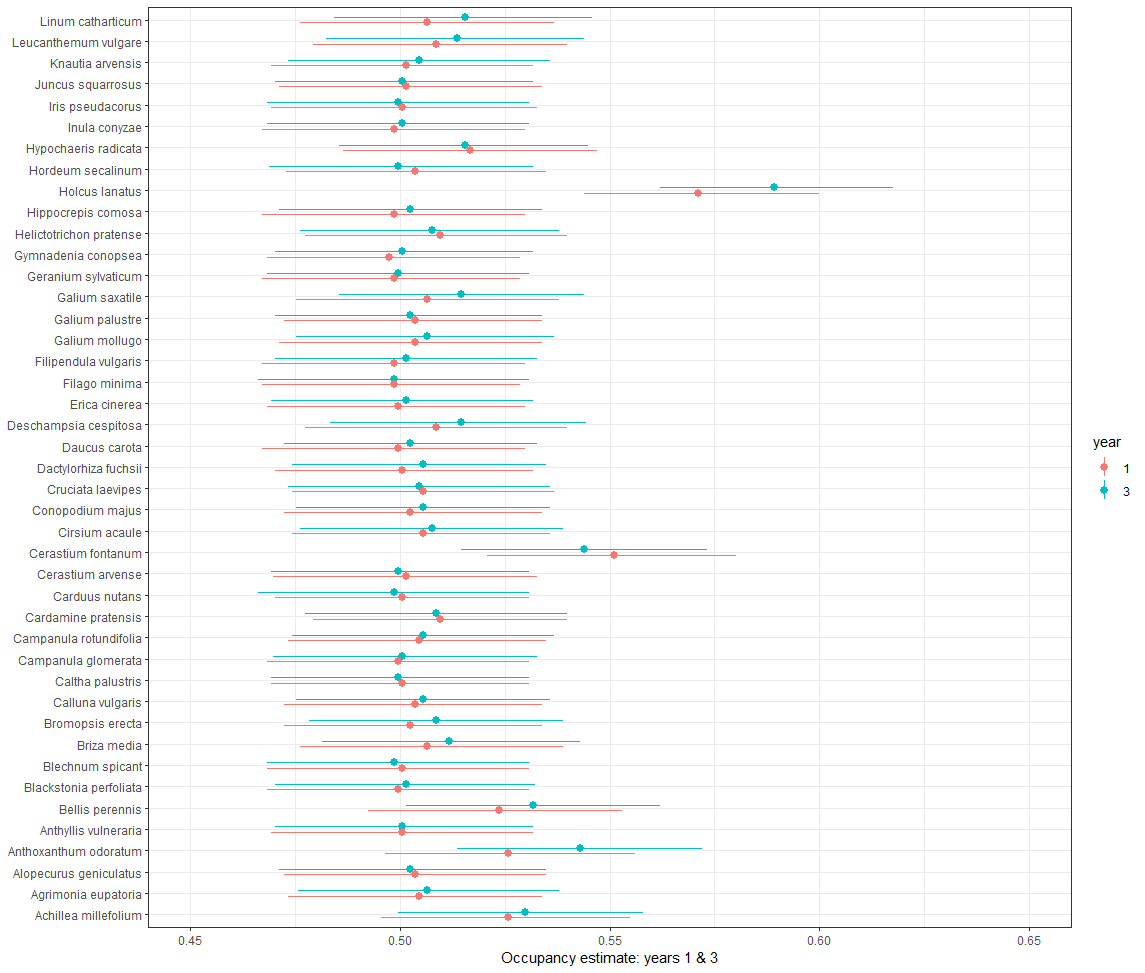 Linum catharticum
Leucanthemum vulgare
Knautia arvensis
Juncus squarrosus
Iris pseudacorus
Inula conyzae
Hypochaeris radicata
Hordeum secalinum
Holcus lanatus
Hippocrepis comosa
Helictotrichon pratense
Gymnadenia conopsea
Geranium sylvaticum
Galium saxatile
Galium palustre
Galium mollugo
Filipendula vulgaris
Filago minima
Erica cinerea
Deschampsia cespitosa
Daucus carota
Dactylorhiza fuchsii
Cruciata laevipes
Conopodium majus
Cirsium acaule
Cerastium fontanum
Cerastium arvense
Carduus nutans
Cardamine pratensis
Campanula rotundifolia
Campanula glomerata
Caltha palustris
Calluna vulgaris
Bromopsis erecta
Briza media
Blechnum spicant
Blackstonia perfoliata
Bellis perennis
Anthyllis vulneraria
Anthoxanthum odoratum
Alopecurus geniculatus
Agrimonia eupatoria
Achillea millefolium
0.45 0.50 0.55 0.60 0.65
Occupancy estimate: years 1 & 3
year
1
3